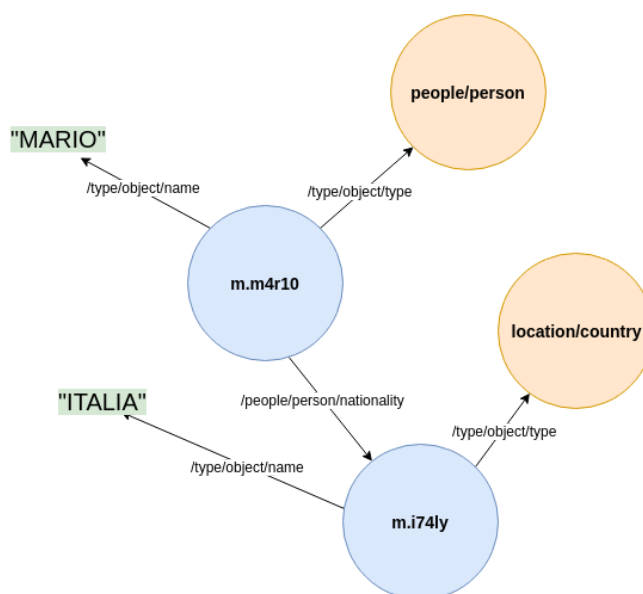 people/person
"MARIO"
/type/object/name
/type/object/type
m.m4r10
location/country
"ITALIA"
/people/person/nationality
/type/object/type
/type/object/name
m.i74ly